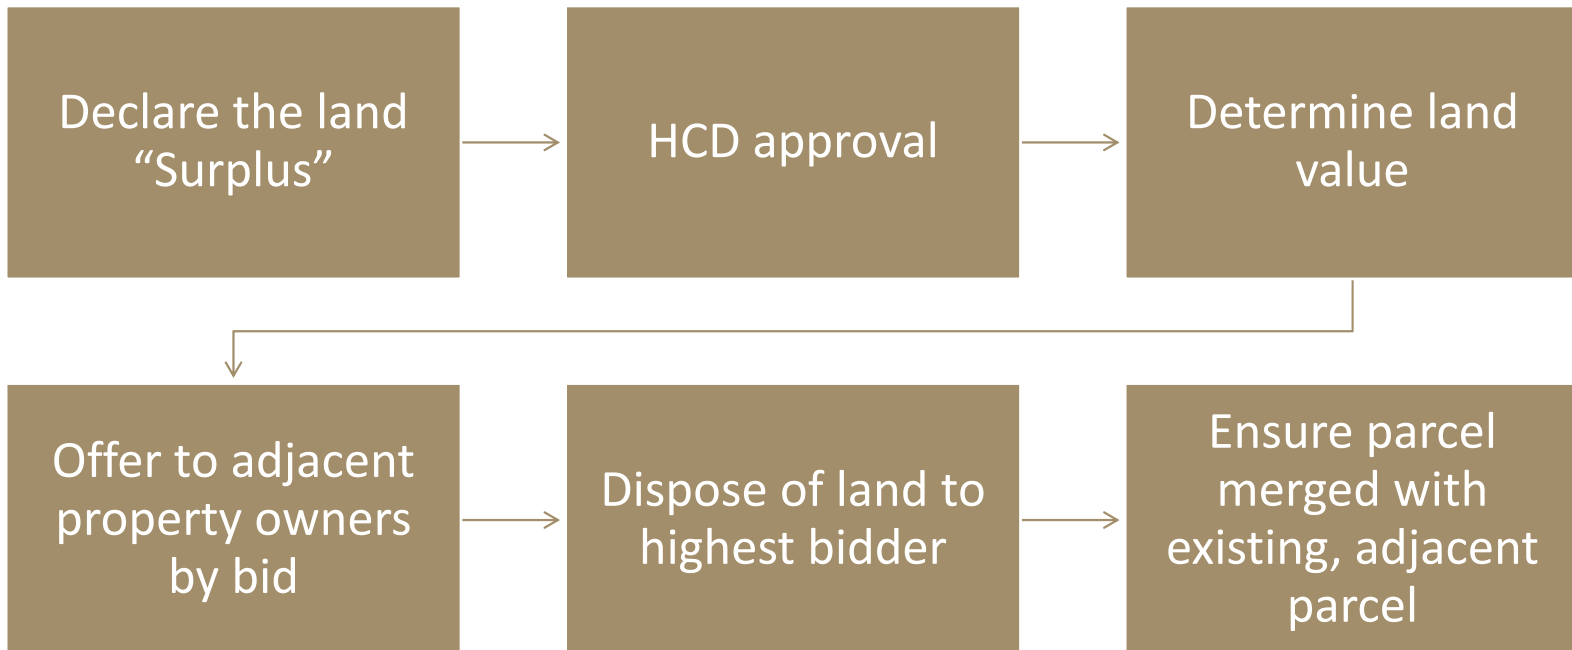 Declare the land
“Surplus”
HCD approval
Determine land
value
Offer to adjacent
property owners
by bid
Dispose of land to
highest bidder
Ensure parcel
merged with
existing, adjacent
parcel